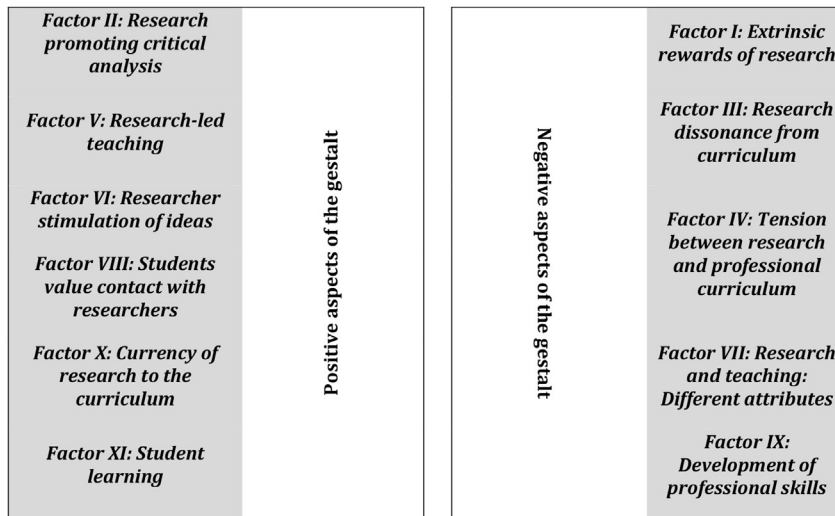 Factor II: Research
promoting critical
analysis
Factor V: Research-led
teaching
Factor VI: Researcher
stimulation of ideas
Factor VIII: Students
value contact with
researchers
Factor X: Currency of
research to the
curriculum
Factor XI: Student
learning
Positive aspects of the gestalt
Negative aspects of the gestalt
Factor I: Extrinsic
rewards of research
Factor III: Research
dissonance from
curriculum
Factor IV: Tension
between research
and professional
curriculum
Factor VII: Research
and teaching:
Different attributes
Factor IX:
Development of
professional skills